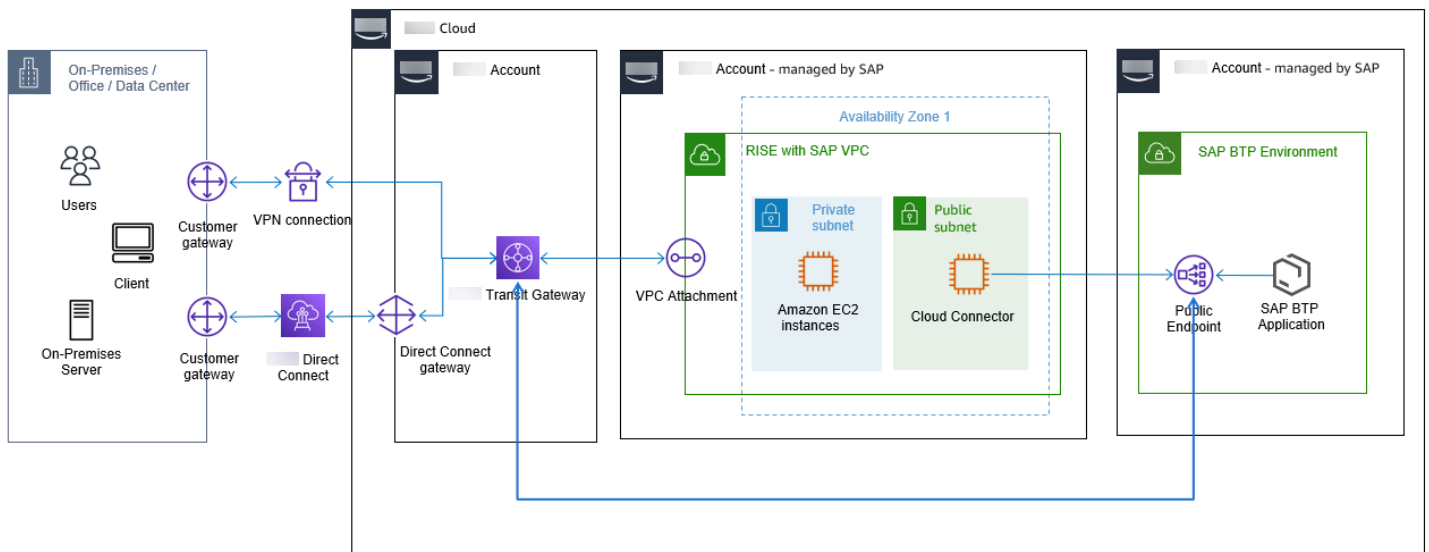 Cloud
On-Premises /
Office / Data Center
Account
Account - managed by SAP
Account - managed by SAP
Availability Zone 1
RISE with SAP VPC
SAP BTP Environment
Users
Customer
gateway
VPN connection
Private
subnet
Public
subnet
Client
Transit Gateway
VPC Attachment
Amazon EC2
instances
Cloud Connector
Public
Endpoint
SAP BTP
Application
On-Premises
Server
Customer
gateway
Direct
Connect
Direct Connect
gateway